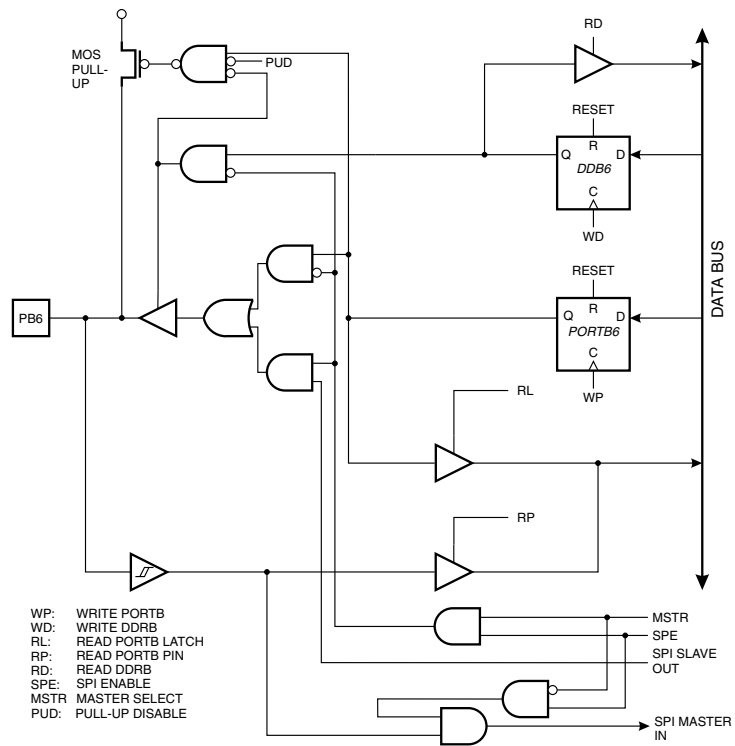 RD
MOS
PULL-
UP
PUD
RESET
R
Q
D
DDB6
C
WD
DATA BUS
RESET
R
Q
D
PORTB6
C
WP
PB6
RL
RP
MSTR
SPE
SPI SLAVE
OUT
SPI MASTER
IN
WP: WRITE PORTB
WD: WRITE DDRB
RL: READ PORTB LATCH
RP: READ PORTB PIN
RD: READ DDRB
SPE: SPI ENABLE
MSTR MASTER SELECT
PUD: PULL-UP DISABLE